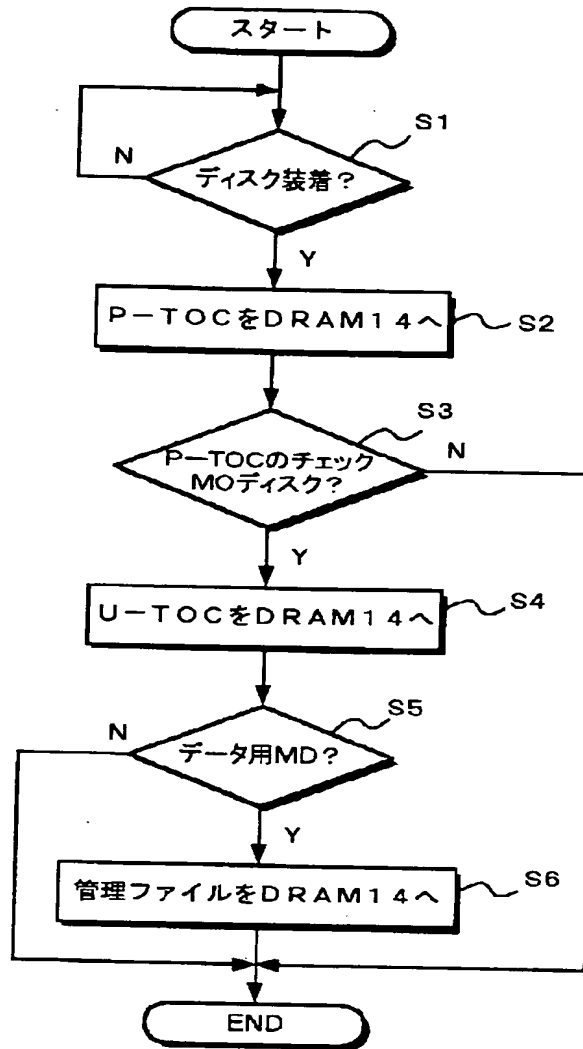 スタート
S1
N
ディスク装着?
Y
P-TOCをDRAM14へ
S2
S3
P-TOCのチェック
MOディスク?
N
Y
U-TOCをDRAM14へ
S4
S5
N
データ用MD?
Y
管理ファイルをDRAM14へ
S6
END